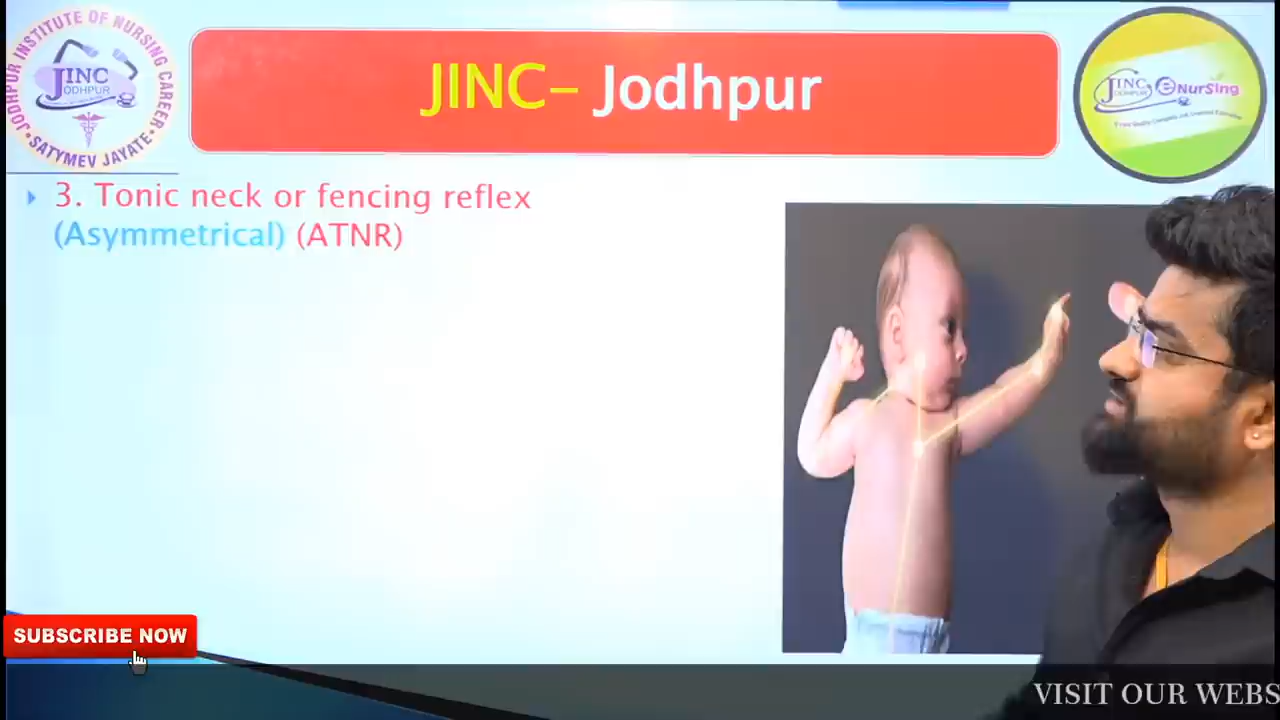 JODHPUR INSTITUTE OF NURSING CAREER
JINC
JODHPUR
SATYMEV JAYATE
JINC– Jodhpur
JINC
JODHPUR
eNursing
3. Tonic neck or fencing reflex
(Asymmetrical) (ATNR)
SUBSCRIBE NOW
VISIT OUR WEBS